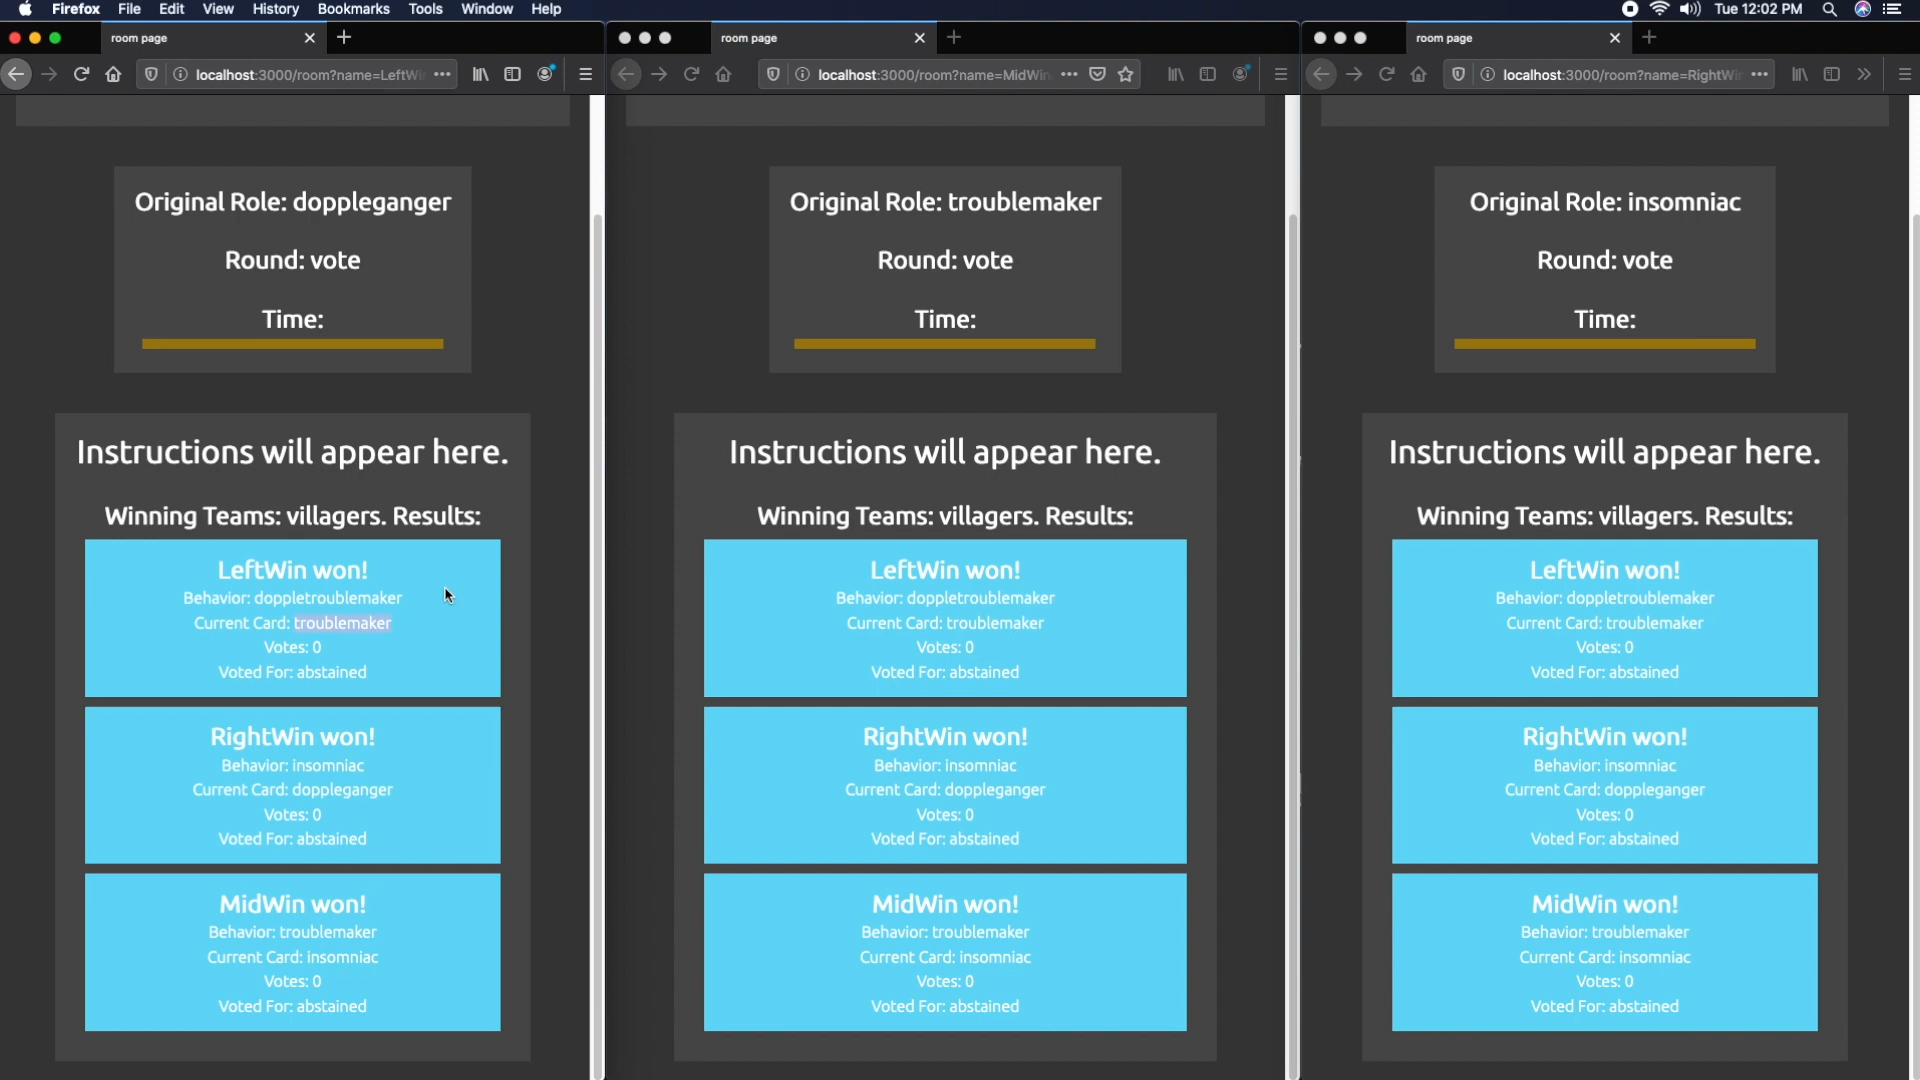 Firefox File Edit View History Bookmarks Tools Window Help
Tue 12:02 PM
room page
localhost:3000/room?name=LeftWi
Original Role: doppleganger
Round: vote
Time:
Instructions will appear here.
Winning Teams: villagers. Results:
LeftWin won!
Behavior: doppletroublemaker
Current Card: troublemaker
Votes: 0
Voted For: abstained
RightWin won!
Behavior: insomniac
Current Card: doppleganger
Votes: 0
Voted For: abstained
MidWin won!
Behavior: troublemaker
Current Card: insomniac
Votes: 0
Voted For: abstained
room page
localhost:3000/room?name=MidWin
Original Role: troublemaker
Round: vote
Time:
Instructions will appear here.
Winning Teams: villagers. Results:
LeftWin won!
Behavior: doppletroublemaker
Current Card: troublemaker
Votes: 0
Voted For: abstained
RightWin won!
Behavior: insomniac
Current Card: doppleganger
Votes: 0
Voted For: abstained
MidWin won!
Behavior: troublemaker
Current Card: insomniac
Votes: 0
Voted For: abstained
room page
localhost:3000/room?name=RightWi
Original Role: insomniac
Round: vote
Time:
Instructions will appear here.
Winning Teams: villagers. Results:
LeftWin won!
Behavior: doppletroublemaker
Current Card: troublemaker
Votes: 0
Voted For: abstained
RightWin won!
Behavior: insomniac
Current Card: doppleganger
Votes: 0
Voted For: abstained
MidWin won!
Behavior: troublemaker
Current Card: insomniac
Votes: 0
Voted For: abstained